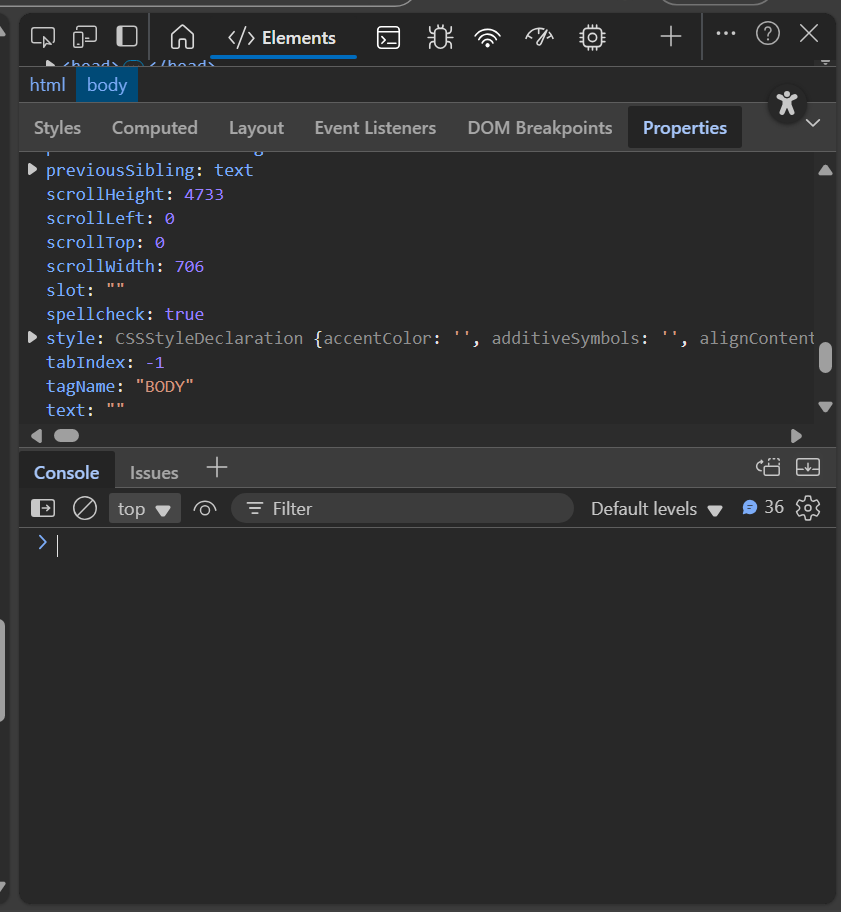 </> Elements
html body
Styles Computed Layout Event Listeners DOM Breakpoints Properties
previousSibling: text
scrollHeight: 4733
scrollLeft: 0
scrollTop: 0
scrollWidth: 706
slot: ""
spellcheck: true
style: CSSStyleDeclaration {accentColor: '', additiveSymbols: '', alignContent
tabIndex: -1
tagName: "BODY"
text: ""
Console Issues
top Filter Default levels 36
>